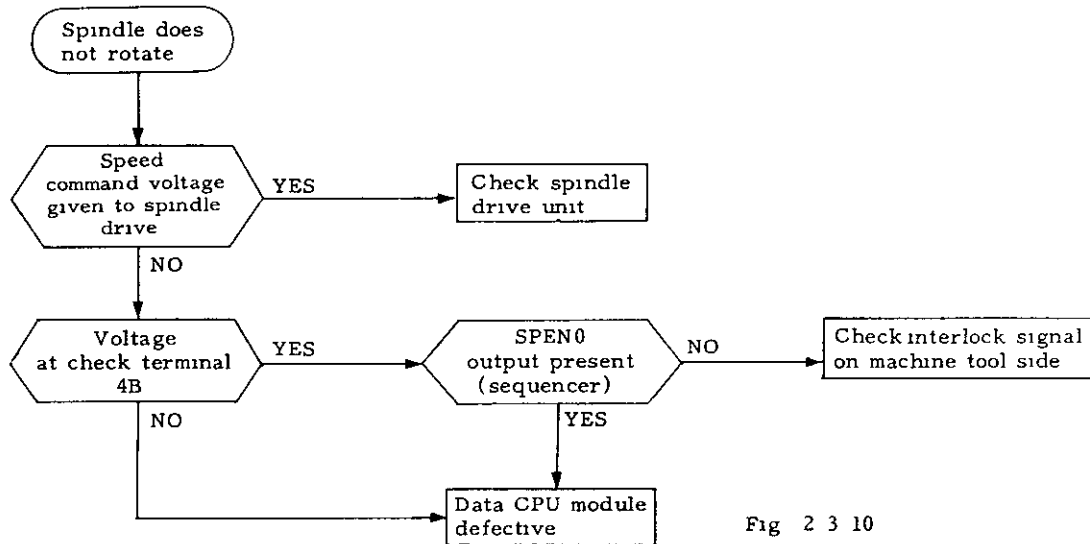 Spindle does
not rotate
Speed
command voltage
given to spindle
drive
YES
Check spindle
drive unit
NO
Voltage
at check terminal
4B
YES
SPEN0
output present
(sequencer)
NO
Check interlock signal
on machine tool side
NO
YES
Data CPU module
defective
Fig 2 3 10